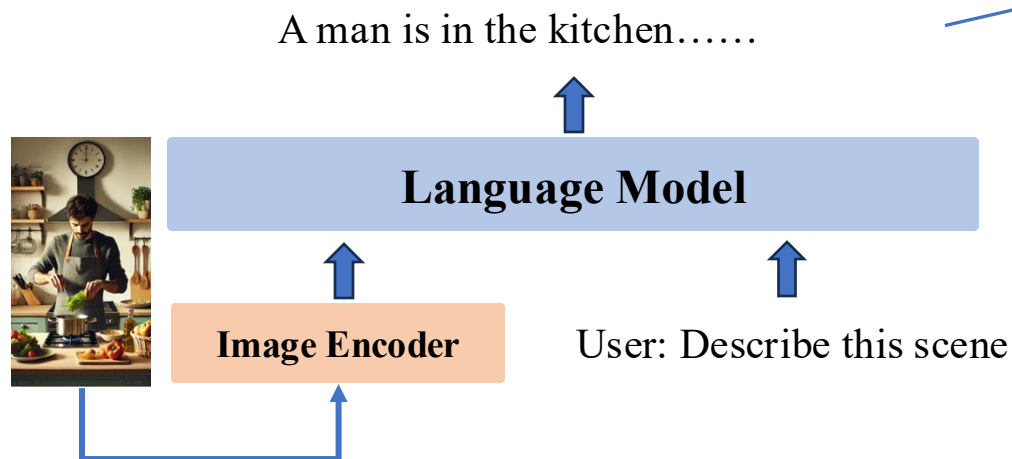 A man is in the kitchen……
Language Model
Image Encoder
User: Describe this scene